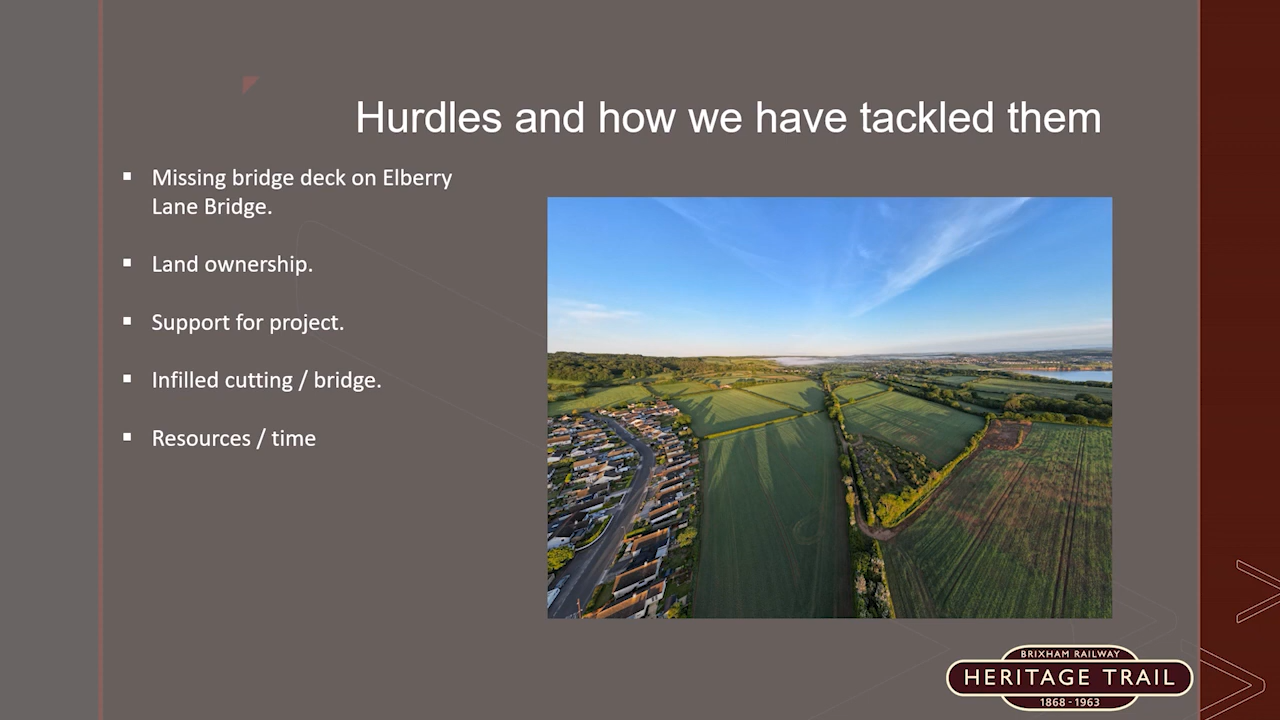 Hurdles and how we have tackled them
▪ Missing bridge deck on Elberry
Lane Bridge.
▪ Land ownership.
▪ Support for project.
▪ Infilled cutting / bridge.
▪ Resources / time
BRIXHAM RAILWAY
HERITAGE TRAIL
1868 - 1963